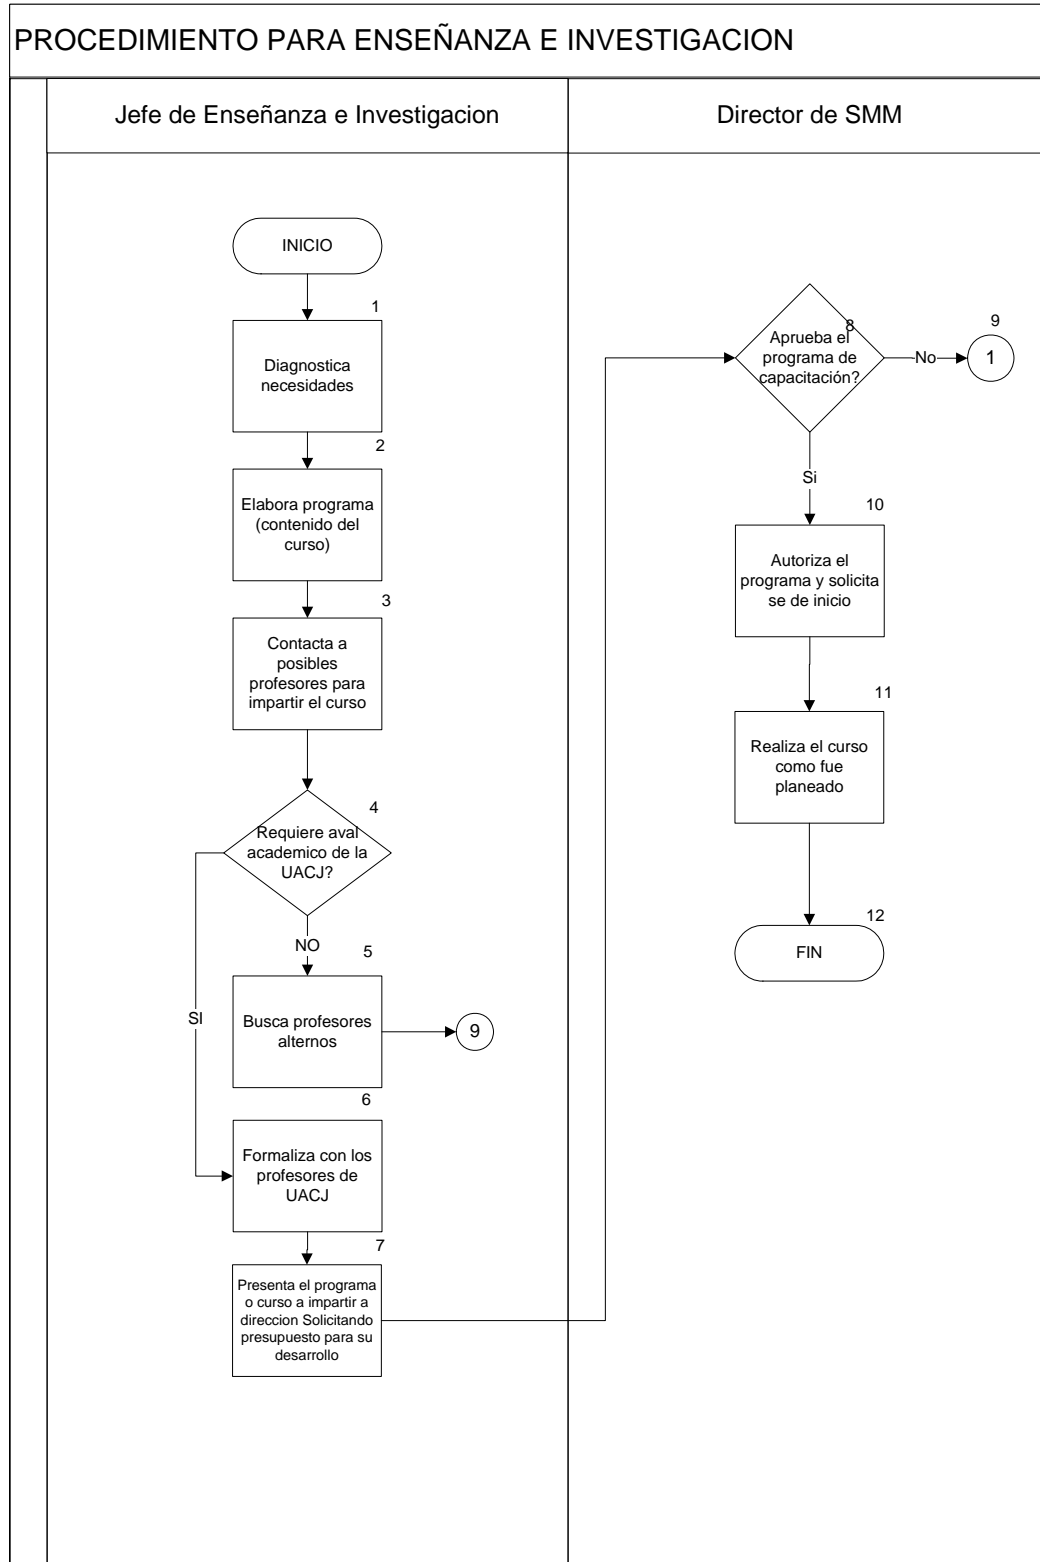 PROCEDIMIENTO PARA ENSEÑANZA E INVESTIGACION
Jefe de Enseñanza e Investigacion
Director de SMM
INICIO
1
Diagnostica
necesidades
2
Elabora programa
(contenido del
curso)
3
Contacta a
posibles
profesores para
impartir el curso
4
Requiere aval
academico de la
UACJ?
NO
SI
5
Busca profesores
alternos
9
6
Formaliza con los
profesores de
UACJ
7
Presenta el programa
o curso a impartir a
direccion Solicitando
presupuesto para su
desarrollo
8
Aprueba el
programa de
capacitación?
No
9
1
Si
10
Autoriza el
programa y solicita
se de inicio
11
Realiza el curso
como fue
planeado
12
FIN